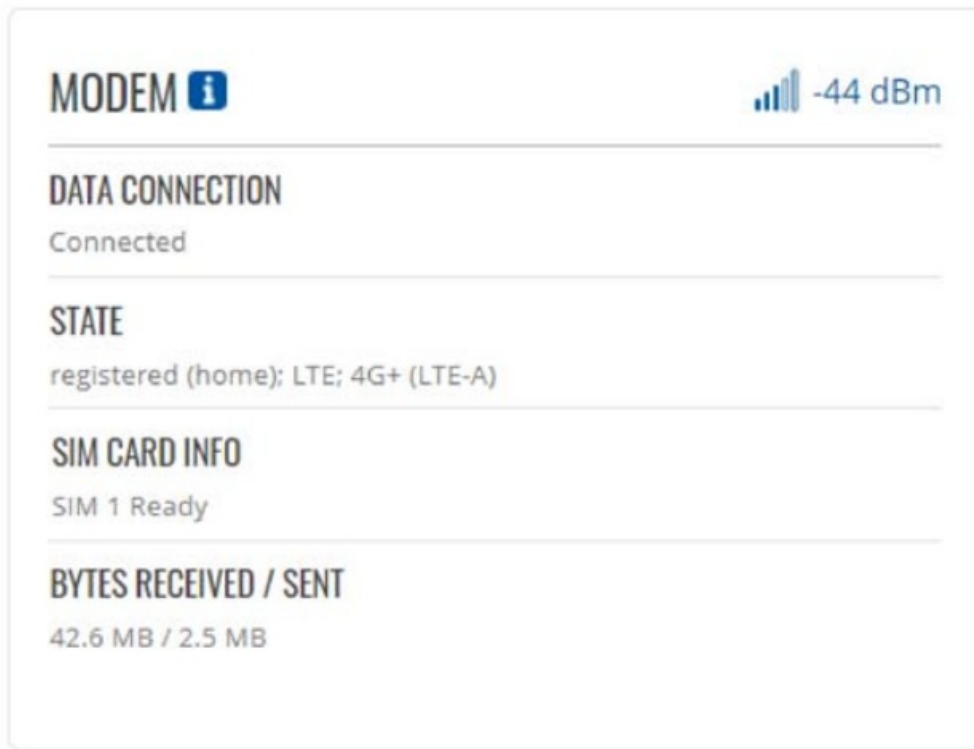 MODEM i
-44 dBm
DATA CONNECTION
Connected
STATE
registered (home); LTE; 4G+ (LTE-A)
SIM CARD INFO
SIM 1 Ready
BYTES RECEIVED / SENT
42.6 MB / 2.5 MB